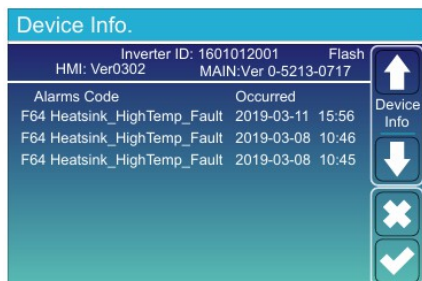 Device Info.
Inverter ID: 1601012001 Flash
HMI: Ver0302 MAIN:Ver 0-5213-0717
Alarms Code Occurred
F64 Heatsink_HighTemp_Fault 2019-03-11 15:56
F64 Heatsink_HighTemp_Fault 2019-03-08 10:46
F64 Heatsink_HighTemp_Fault 2019-03-08 10:45
Device
Info